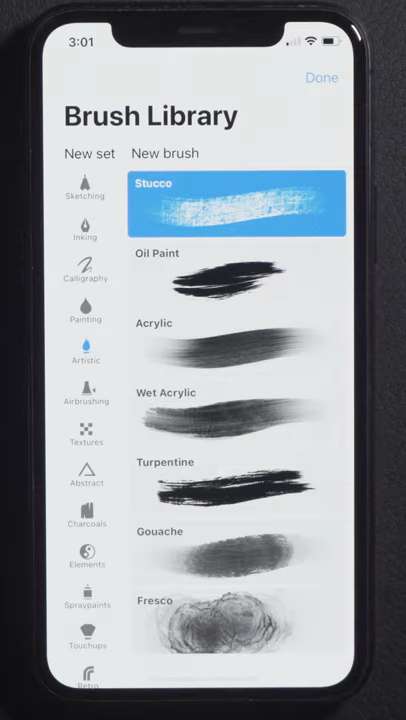 3:01
Done
Brush Library
New set
New brush
Sketching
Inking
Calligraphy
Painting
Artistic
Airbrushing
Textures
Abstract
Charcoals
Elements
Spraypaints
Touchups
Retro
Stucco
Oil Paint
Acrylic
Wet Acrylic
Turpentine
Gouache
Fresco